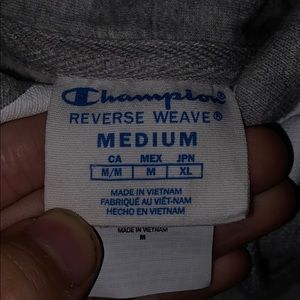 Champion
REVERSE WEAVE®
MEDIUM
CA MEX JPN
M/M M XL
MADE IN VIETNAM
FABRIQUÉ AU VIÊT-NAM
HECHO EN VIETNAM
MADE IN VIETNAM
M